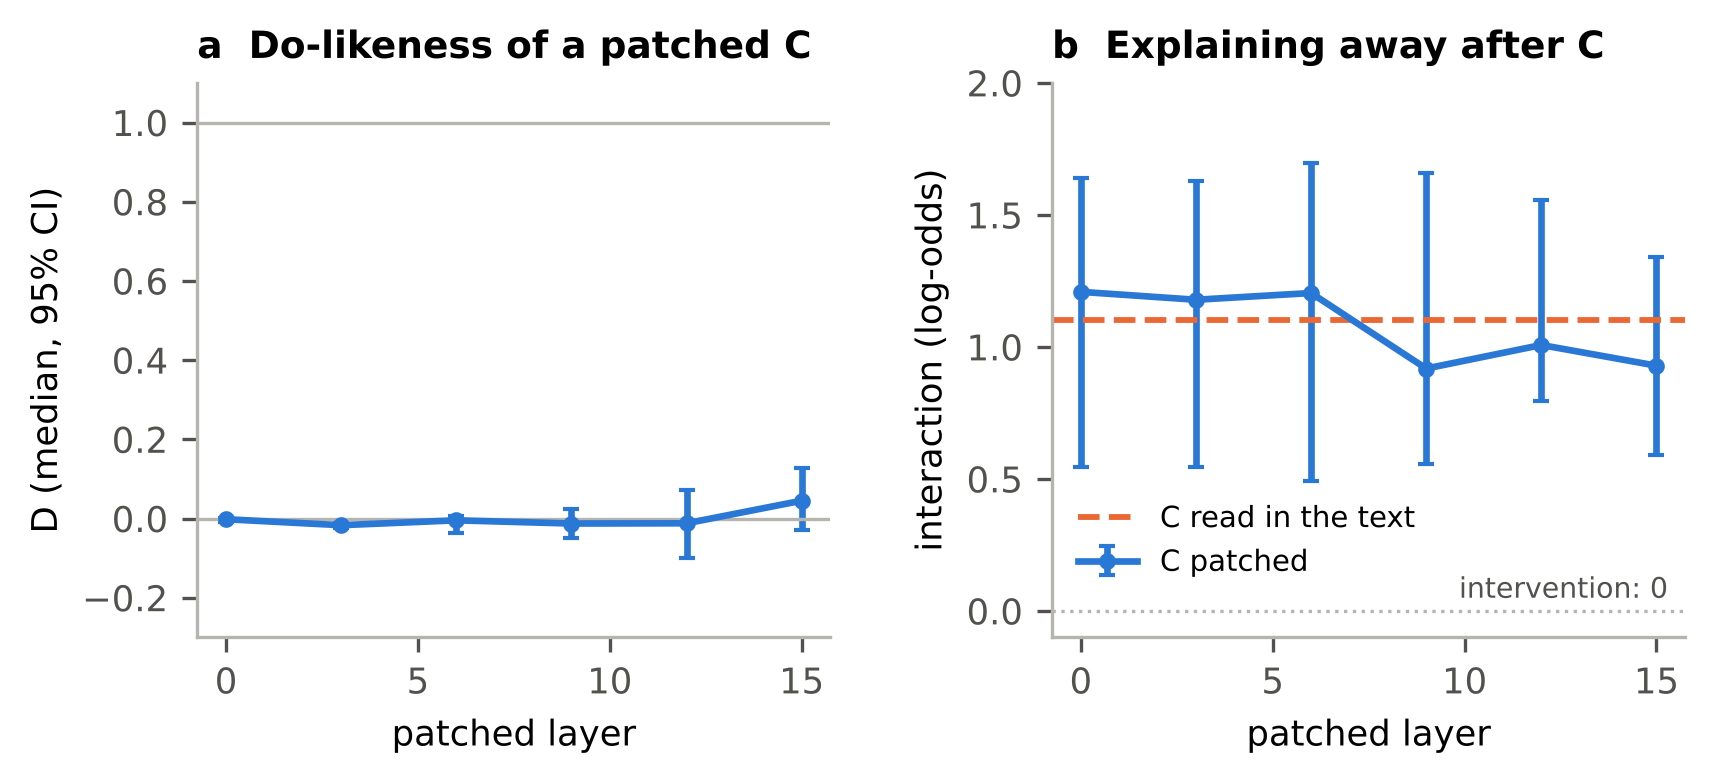 a Do-likeness of a patched C
D (median, 95% CI)
1.0
0.8
0.6
0.4
0.2
0.0
−0.2
0 5 10 15
patched layer
b Explaining away after C
interaction (log-odds)
2.0
1.5
1.0
0.5
0.0
C read in the text
C patched
intervention: 0
0 5 10 15
patched layer